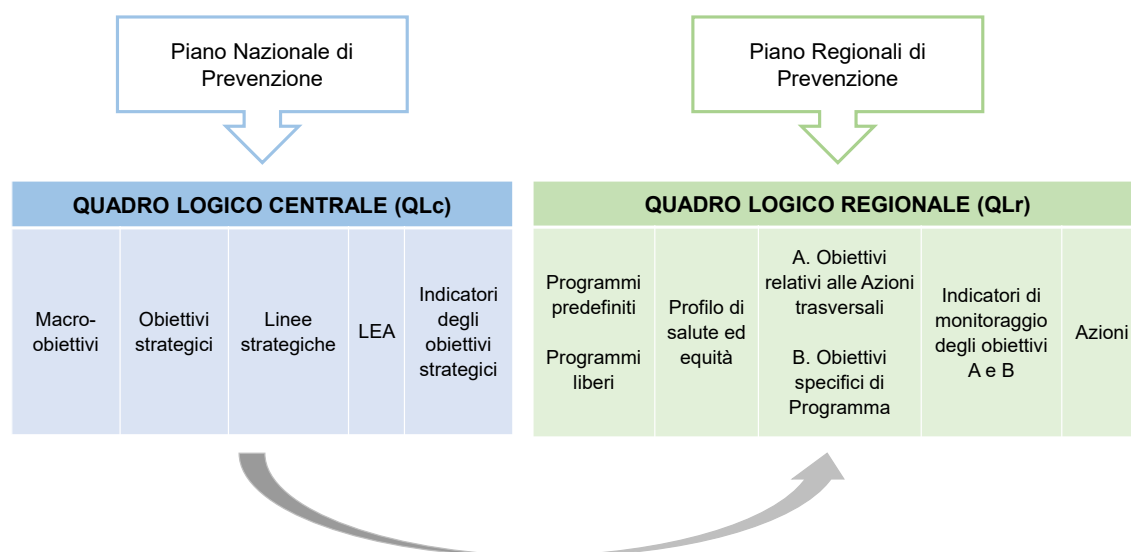 Piano Nazionale di
Prevenzione
Piano Regionali di
Prevenzione
QUADRO LOGICO CENTRALE (QLc)
Macro-
obiettivi
Obiettivi
strategici
Linee
strategiche
LEA
Indicatori
degli
obiettivi
strategici
QUADRO LOGICO REGIONALE (QLr)
Programmi
predefiniti
Programmi
liberi
Profilo di
salute ed
equità
A. Obiettivi
relativi alle Azioni
trasversali
B. Obiettivi
specifici di
Programma
Indicatori di
monitoraggio
degli obiettivi
A e B
Azioni